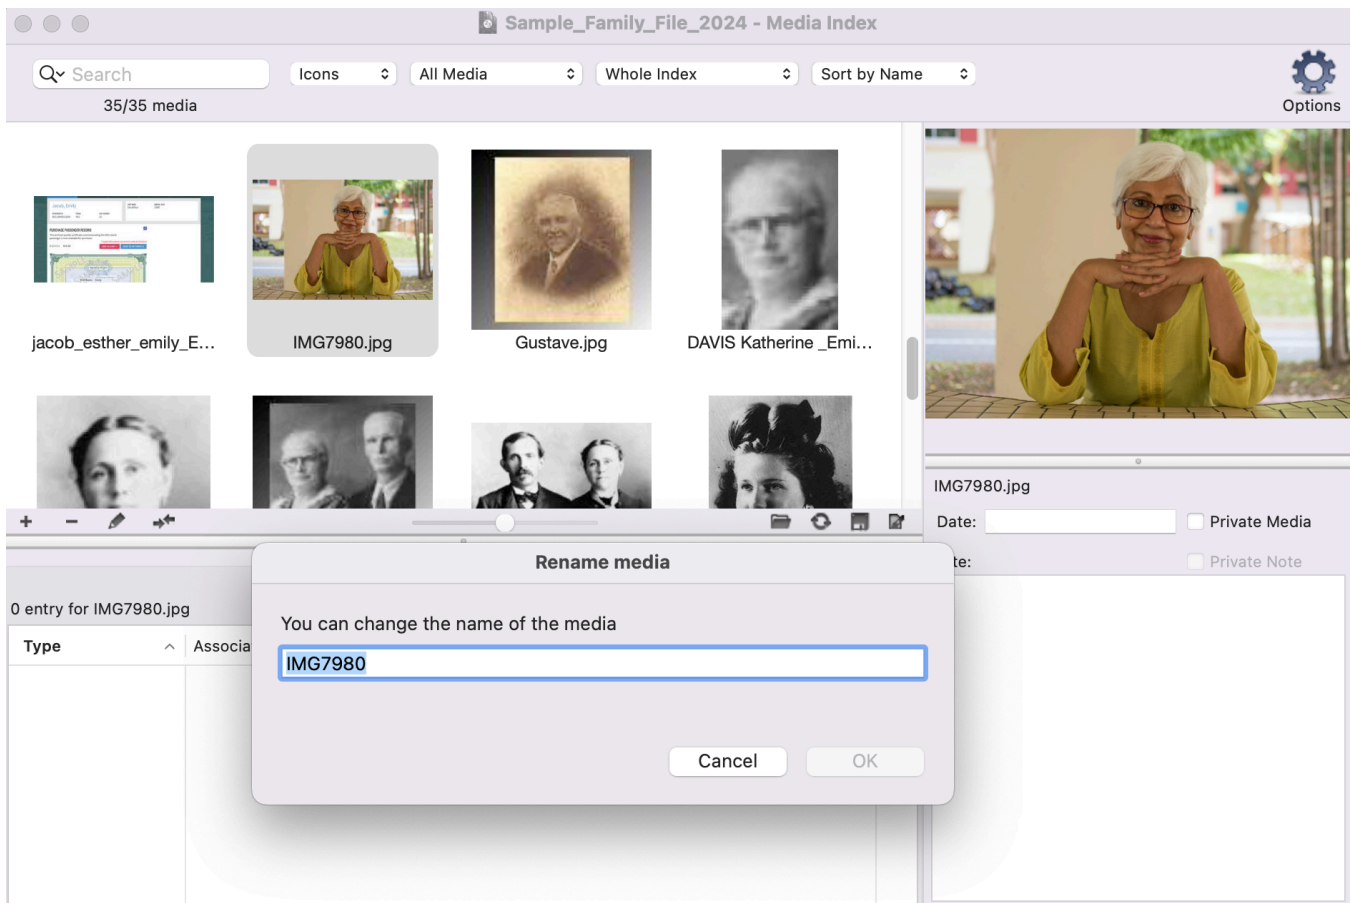 Sample_Family_File_2024 - Media Index
Search
Icons
All Media
Whole Index
Sort by Name
35/35 media
Options
jacob_esther_emily_E...
IMG7980.jpg
Gustave.jpg
DAVIS Katherine _Emi...
IMG7980.jpg
Date:
Private Media
te:
Private Note
Rename media
0 entry for IMG7980.jpg
You can change the name of the media
Type
Associa
IMG7980
Cancel
OK